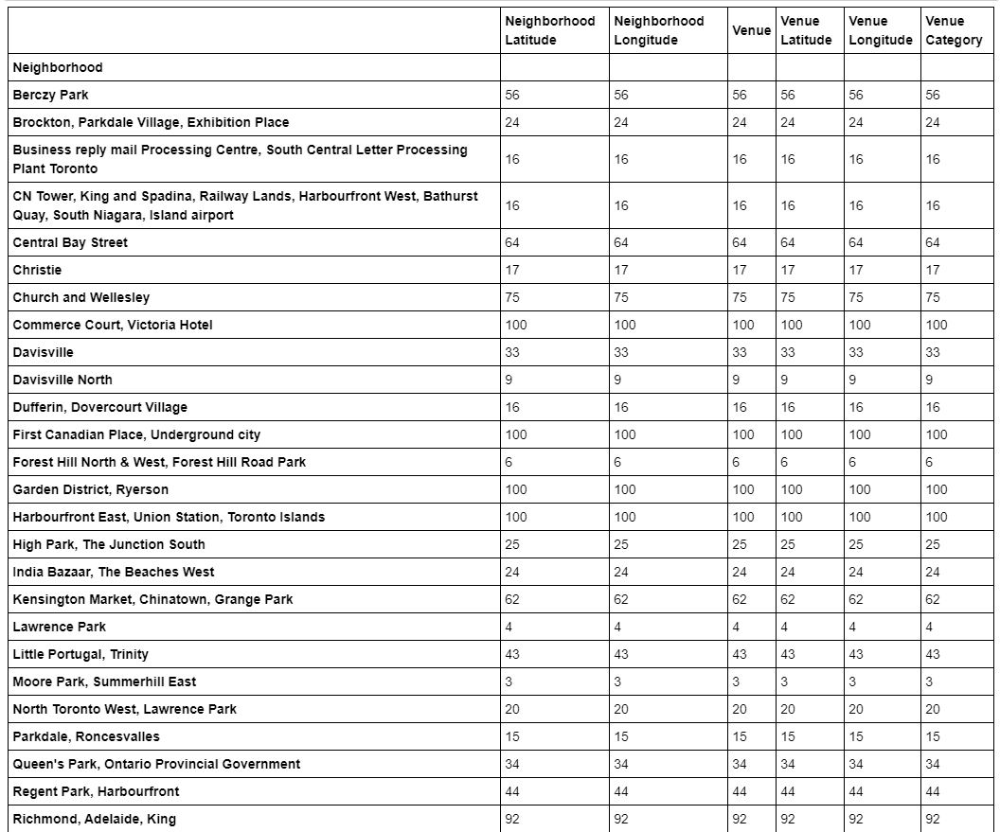 Neighborhood Latitude Neighborhood Longitude Venue Venue Latitude Venue Longitude Venue Category
Neighborhood
Berczy Park 56 56 56 56 56 56
Brockton, Parkdale Village, Exhibition Place 24 24 24 24 24 24
Business reply mail Processing Centre, South Central Letter Processing
Plant Toronto 16 16 16 16 16 16
CN Tower, King and Spadina, Railway Lands, Harbourfront West, Bathurst
Quay, South Niagara, Island airport 16 16 16 16 16 16
Central Bay Street 64 64 64 64 64 64
Christie 17 17 17 17 17 17
Church and Wellesley 75 75 75 75 75 75
Commerce Court, Victoria Hotel 100 100 100 100 100 100
Davisville 33 33 33 33 33 33
Davisville North 9 9 9 9 9 9
Dufferin, Dovercourt Village 16 16 16 16 16 16
First Canadian Place, Underground city 100 100 100 100 100 100
Forest Hill North & West, Forest Hill Road Park 6 6 6 6 6 6
Garden District, Ryerson 100 100 100 100 100 100
Harbourfront East, Union Station, Toronto Islands 100 100 100 100 100 100
High Park, The Junction South 25 25 25 25 25 25
India Bazaar, The Beaches West 24 24 24 24 24 24
Kensington Market, Chinatown, Grange Park 62 62 62 62 62 62
Lawrence Park 4 4 4 4 4 4
Little Portugal, Trinity 43 43 43 43 43 43
Moore Park, Summerhill East 3 3 3 3 3 3
North Toronto West, Lawrence Park 20 20 20 20 20 20
Parkdale, Roncesvalles 15 15 15 15 15 15
Queen's Park, Ontario Provincial Government 34 34 34 34 34 34
Regent Park, Harbourfront 44 44 44 44 44 44
Richmond, Adelaide, King 92 92 92 92 92 92